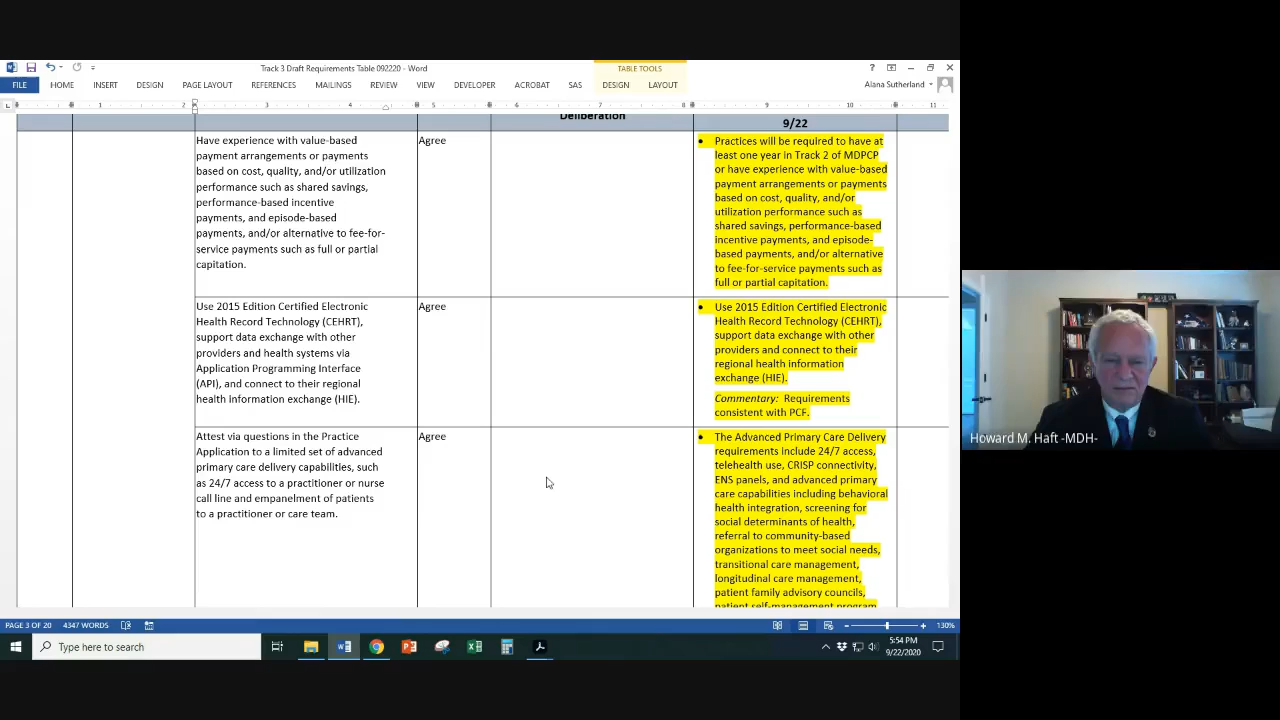 Track 3 Draft Requirements Table 092220 - Word
TABLE TOOLS
?
FILE
HOME
INSERT
DESIGN
PAGE LAYOUT
REFERENCES
MAILINGS
REVIEW
VIEW
DEVELOPER
ACROBAT
SAS
DESIGN
LAYOUT
Alana Sutherland
2
3
4
5
6
7
8
9
10
11
Deliberation
9/22
Have experience with value-based
payment arrangements or payments
based on cost, quality, and/or utilization
performance such as shared savings,
performance-based incentive
payments, and episode-based
payments, and/or alternative to fee-for-
service payments such as full or partial
capitation.
Agree
• Practices will be required to have at
least one year in Track 2 of MDPCP
or have experience with value-based
payment arrangements or payments
based on cost, quality, and/or
utilization performance such as
shared savings, performance-based
incentive payments, and episode-
based payments, and/or alternative
to fee-for-service payments such as
full or partial capitation.
Use 2015 Edition Certified Electronic
Health Record Technology (CEHRT),
support data exchange with other
providers and health systems via
Application Programming Interface
(API), and connect to their regional
health information exchange (HIE).
Agree
• Use 2015 Edition Certified Electronic
Health Record Technology (CEHRT),
support data exchange with other
providers and connect to their
regional health information
exchange (HIE).
Commentary: Requirements
consistent with PCF.
Attest via questions in the Practice
Application to a limited set of advanced
primary care delivery capabilities, such
as 24/7 access to a practitioner or nurse
call line and empanelment of patients
to a practitioner or care team.
Agree
• The Advanced Primary Care Delivery
requirements include 24/7 access,
telehealth use, CRISP connectivity,
ENS panels, and advanced primary
care capabilities including behavioral
health integration, screening for
social determinants of health,
referral to community-based
organizations to meet social needs,
transitional care management,
longitudinal care management,
patient family advisory councils,
patient self-management program
PAGE 3 OF 20
4347 WORDS
130%
Type here to search
5:54 PM
9/22/2020
Howard M. Haft -MDH-